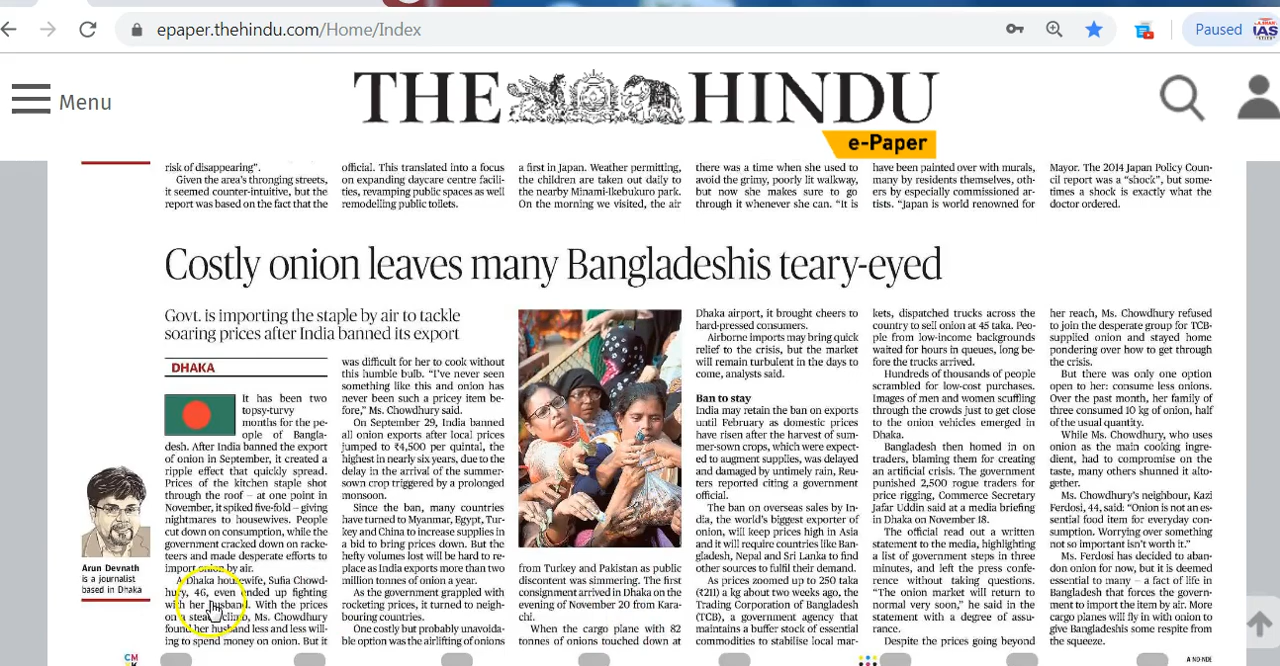 epaper.thehindu.com/Home/Index
Paused
IAS
Menu
THE HINDU
e-Paper
risk of disappearing”.
Given the area’s thronging streets,
it seemed counter-intuitive, but the
report was based on the fact that the
official. This translated into a focus
on expanding daycare centre facili-
ties, revamping public spaces as well
remodelling public toilets.
a first in Japan. Weather permitting,
the children are taken out daily to
the nearby Minami-Ikebukuro park.
On the morning we visited, the air
there was a time when she used to
avoid the grimy, poorly lit walkway,
but now she makes sure to go
through it whenever she can. “It is
have been painted over with murals,
many by residents themselves, oth-
ers by especially commissioned ar-
tists. “Japan is world renowned for
Mayor. The 2014 Japan Policy Coun-
cil report was a “shock”, but some-
times a shock is exactly what the
doctor ordered.
Costly onion leaves many Bangladeshis teary-eyed
Govt. is importing the staple by air to tackle
soaring prices after India banned its export
DHAKA
It has been two
topsy-turvy
months for the pe-
ople of Bangla-
desh. After India banned the export
of onion in September, it created a
ripple effect that quickly spread.
Prices of the kitchen staple shot
through the roof – at one point in
November, it spiked five-fold – giving
nightmares to housewives. People
cut down on consumption, while the
government cracked down on racke-
teers and made desperate efforts to
import onion by air.
A Dhaka housewife, Sufia Chowd-
hury, 46, even ended up fighting
with her husband. With the prices
on a steady climb, Ms. Chowdhury
found her husband less and less will-
ing to spend money on onion. But it
Arun Devnath
is a journalist
based in Dhaka
was difficult for her to cook without
this humble bulb. “I’ve never seen
something like this and onion has
never been such a pricey item be-
fore,” Ms. Chowdhury said.
On September 29, India banned
all onion exports after local prices
jumped to ₹4,500 per quintal, the
highest in nearly six years, due to the
delay in the arrival of the summer-
sown crop triggered by a prolonged
monsoon.
Since the ban, many countries
have turned to Myanmar, Egypt, Tur-
key and China to increase supplies in
a bid to bring prices down. But the
hefty volumes lost will be hard to re-
place as India exports more than two
million tonnes of onion a year.
As the government grappled with
rocketing prices, it turned to neigh-
bouring countries.
One costly but probably unavoida-
ble option was the airlifting of onions
from Turkey and Pakistan as public
discontent was simmering. The first
consignment arrived in Dhaka on the
evening of November 20 from Kara-
chi.
When the cargo plane with 82
tonnes of onions touched down at
Dhaka airport, it brought cheers to
hard-pressed consumers.
Airborne imports may bring quick
relief to the crisis, but the market
will remain turbulent in the days to
come, analysts said.
Ban to stay
India may retain the ban on exports
until February as domestic prices
have risen after the harvest of sum-
mer-sown crops, which were expect-
ed to augment supplies, was delayed
and damaged by untimely rain, Reu-
ters reported citing a government
official.
The ban on overseas sales by In-
dia, the world’s biggest exporter of
onion, will keep prices high in Asia
and it will require countries like Ban-
gladesh, Nepal and Sri Lanka to find
other sources to fulfil their demand.
As prices zoomed up to 250 taka
(₹211) a kg about two weeks ago, the
Trading Corporation of Bangladesh
(TCB), a government agency that
maintains a buffer stock of essential
commodities to stabilise local mar-
kets, dispatched trucks across the
country to sell onion at 45 taka. Peo-
ple from low-income backgrounds
waited for hours in queues, long be-
fore the trucks arrived.
Hundreds of thousands of people
scrambled for low-cost purchases.
Images of men and women scuffling
through the crowds just to get close
to the onion vehicles emerged in
Dhaka.
Bangladesh then homed in on
traders, blaming them for creating
an artificial crisis. The government
punished 2,500 rogue traders for
price rigging, Commerce Secretary
Jafar Uddin said at a media briefing
in Dhaka on November 18.
The official read out a written
statement to the media, highlighting
a list of government steps in three
minutes, and left the press confe-
rence without taking questions.
“The onion market will return to
normal very soon,” he said in the
statement with a degree of assu-
rance.
Despite the prices going beyond
her reach, Ms. Chowdhury refused
to join the desperate group for TCB-
supplied onion and stayed home
pondering over how to get through
the crisis.
But there was only one option
open to her: consume less onions.
Over the past month, her family of
three consumed 10 kg of onion, half
of the usual quantity.
While Ms. Chowdhury, who uses
onion as the main cooking ingre-
dient, had to compromise on the
taste, many others shunned it alto-
gether.
Ms. Chowdhury’s neighbour, Kazi
Ferdosi, 44, said: “Onion is not an es-
sential food item for everyday con-
sumption. Worrying over something
not so important isn’t worth it.”
Ms. Ferdosi has decided to aban-
don onion for now, but it is deemed
essential to many – a fact of life in
Bangladesh that forces the govern-
ment to import the item by air. More
cargo planes will fly in with onion to
give Bangladeshis some respite from
the squeeze.
CM
A ND NDE